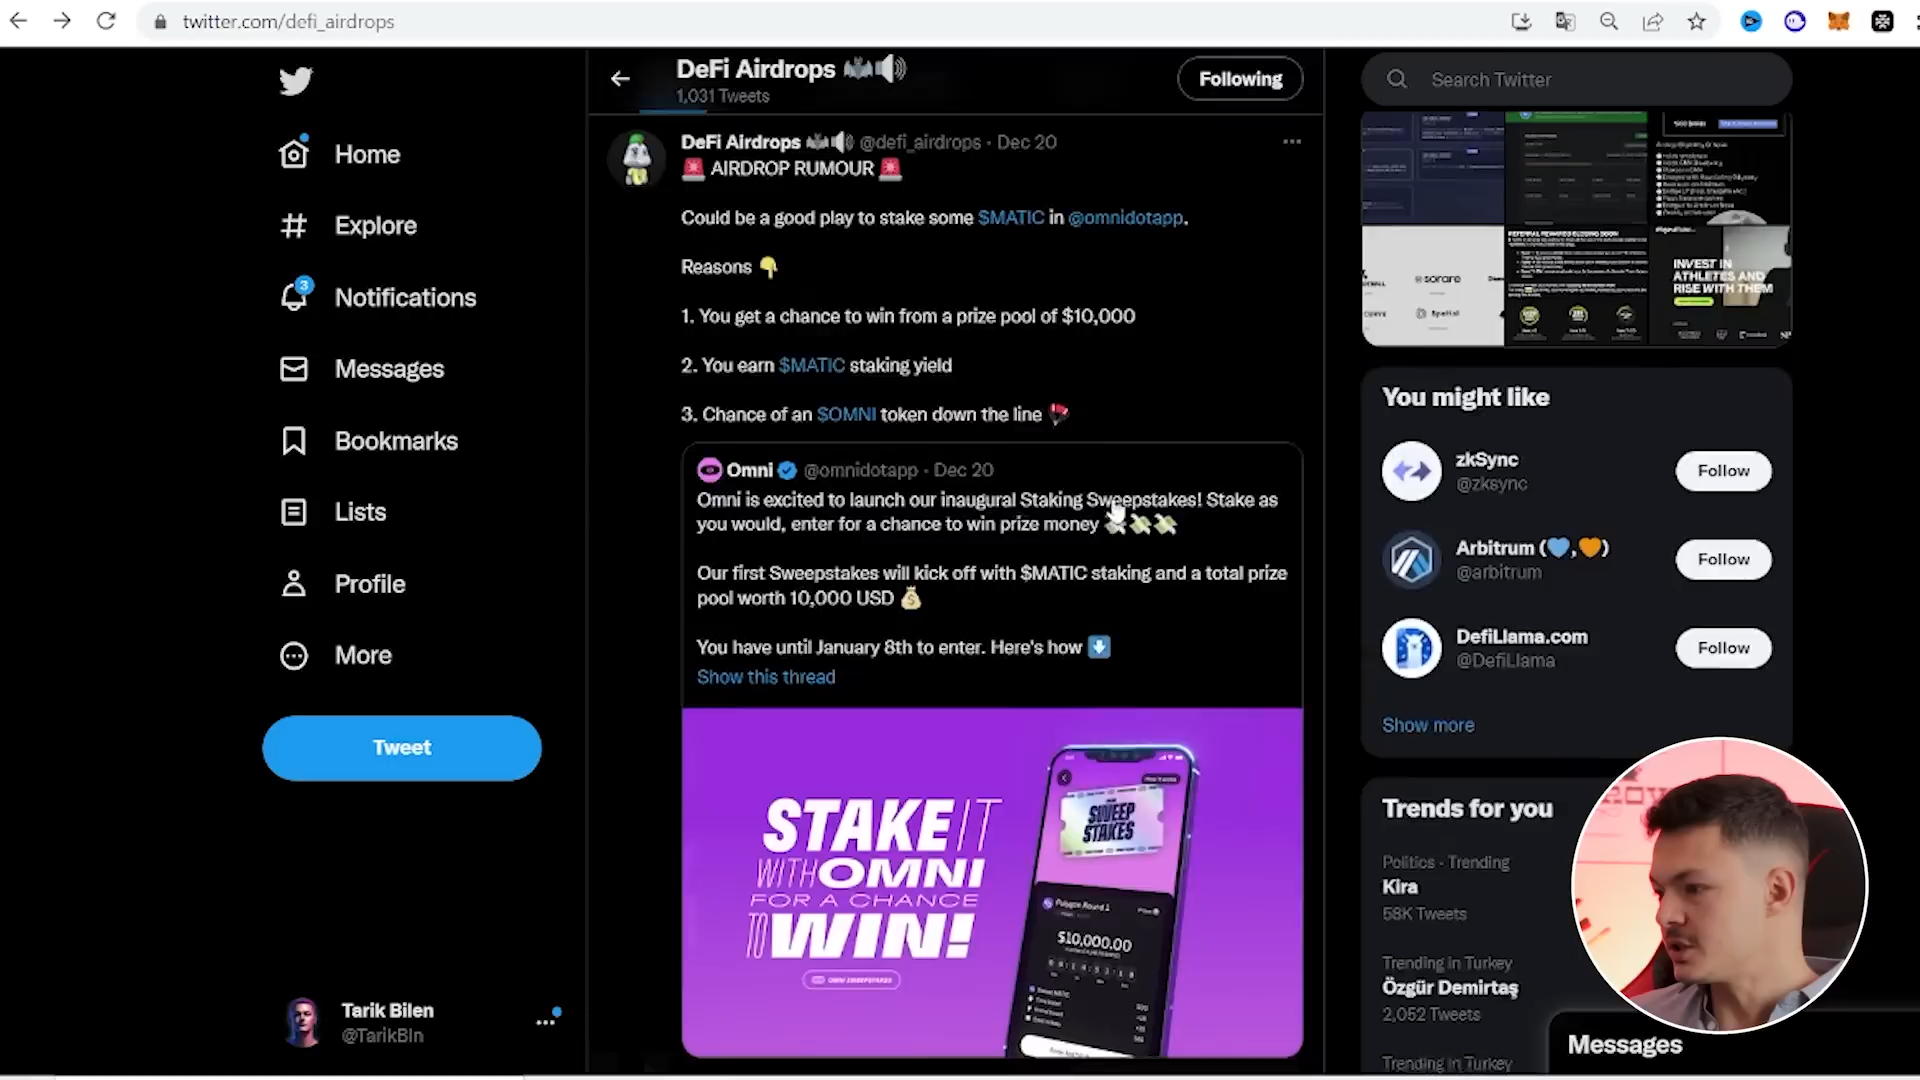 twitter.com/defi_airdrops
DeFi Airdrops
1,031 Tweets
Following
Search Twitter
Home
Explore
3
Notifications
Messages
Bookmarks
Lists
Profile
More
Tweet
Tarik Bilen
@TarikBln
DeFi Airdrops @defi_airdrops · Dec 20
🚨 AIRDROP RUMOUR 🚨
Could be a good play to stake some $MATIC in @omnidotapp.
Reasons 👇
1. You get a chance to win from a prize pool of $10,000
2. You earn $MATIC staking yield
3. Chance of an $OMNI token down the line
Omni @omnidotapp · Dec 20
Omni is excited to launch our inaugural Staking Sweepstakes! Stake as
you would, enter for a chance to win prize money 💸💸💸
Our first Sweepstakes will kick off with $MATIC staking and a total prize
pool worth 10,000 USD 💰
You have until January 8th to enter. Here's how ⬇️
Show this thread
STAKE IT
WITH OMNI
FOR A CHANCE
TO WIN!
OMNI SWEEPSTAKES
SWEEP
STAKES
Polygon Round 1
$10,000.00
sorare
Spatial
INVEST IN
ATHLETES AND
RISE WITH THEM
You might like
zkSync
@zksync
Follow
Arbitrum (💙,🧡)
@arbitrum
Follow
DefiLlama.com
@DefiLlama
Follow
Show more
Trends for you
Politics · Trending
Kira
58K Tweets
Trending in Turkey
Özgür Demirtaş
2,052 Tweets
Trending in Turkey
Messages